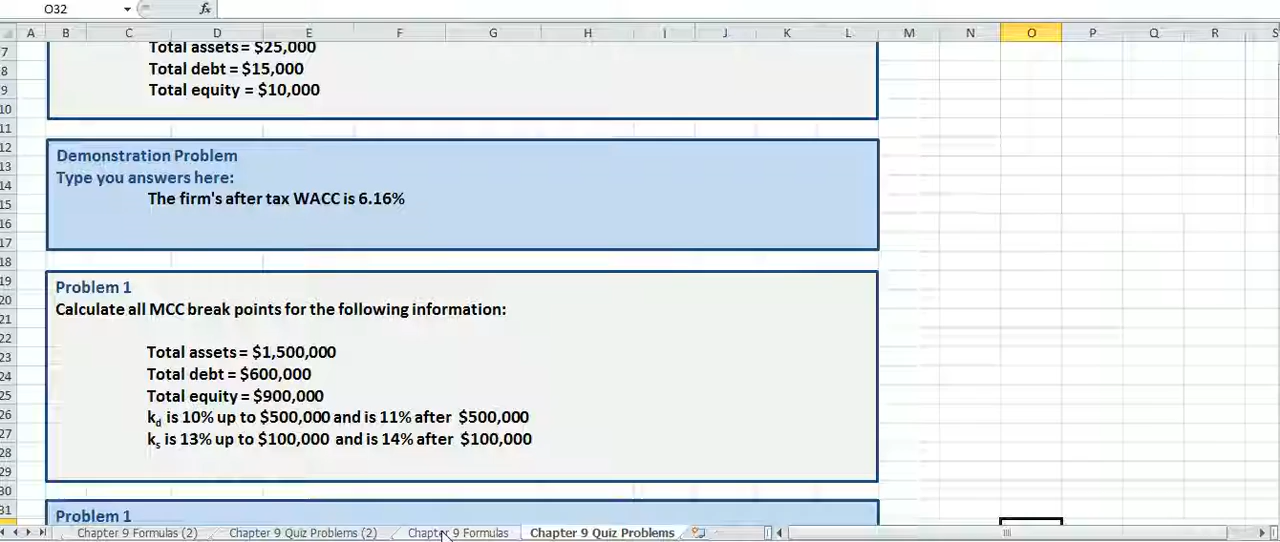 O32
fx
A B C D E F G H I J K L M N O P Q R S
7 Total assets = $25,000
8 Total debt = $15,000
9 Total equity = $10,000
10
11
12 Demonstration Problem
13 Type you answers here:
14 The firm's after tax WACC is 6.16%
15
16
17
18
19 Problem 1
20 Calculate all MCC break points for the following information:
21
22
23 Total assets = $1,500,000
24 Total debt = $600,000
25 Total equity = $900,000
26 kd is 10% up to $500,000 and is 11% after $500,000
27 ks is 13% up to $100,000 and is 14% after $100,000
28
29
30
31 Problem 1
Chapter 9 Formulas (2) Chapter 9 Quiz Problems (2) Chapter 9 Formulas Chapter 9 Quiz Problems